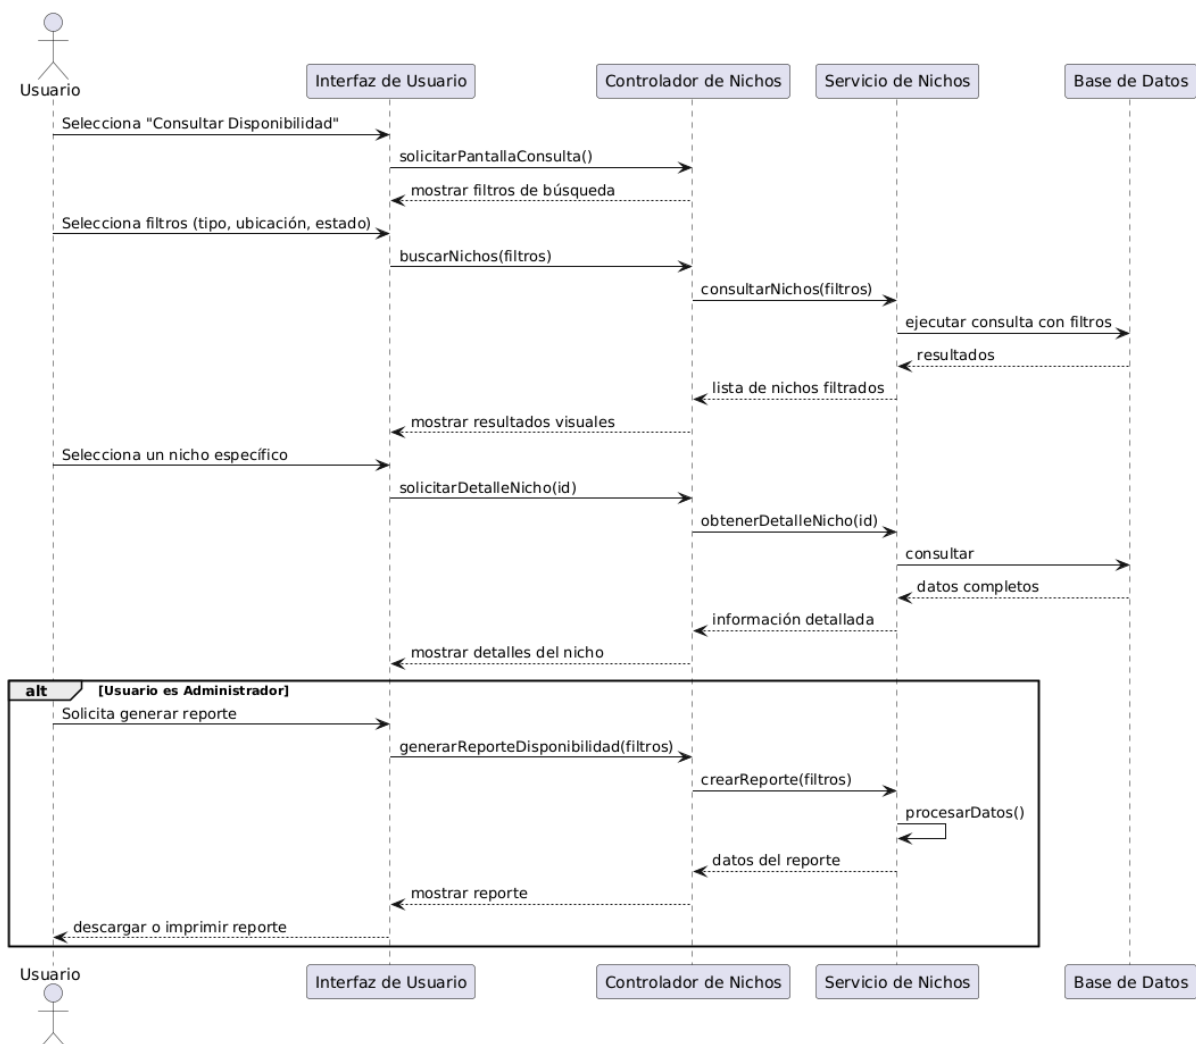 Usuario
Interfaz de Usuario
Controlador de Nichos
Servicio de Nichos
Base de Datos
Selecciona "Consultar Disponibilidad"
solicitarPantallaConsulta()
mostrar filtros de búsqueda
Selecciona filtros (tipo, ubicación, estado)
buscarNichos(filtros)
consultarNichos(filtros)
ejecutar consulta con filtros
resultados
lista de nichos filtrados
mostrar resultados visuales
Selecciona un nicho específico
solicitarDetalleNicho(id)
obtenerDetalleNicho(id)
consultar
datos completos
información detallada
mostrar detalles del nicho
alt [Usuario es Administrador]
Solicita generar reporte
generarReporteDisponibilidad(filtros)
crearReporte(filtros)
procesarDatos()
datos del reporte
mostrar reporte
descargar o imprimir reporte
Usuario
Interfaz de Usuario
Controlador de Nichos
Servicio de Nichos
Base de Datos